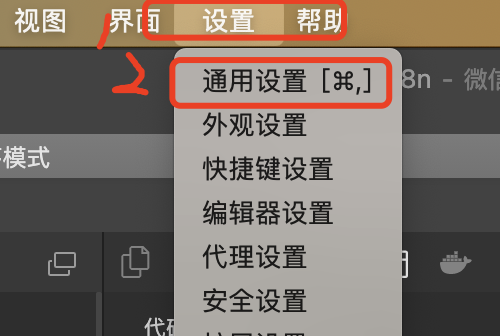 视图 界面 设置 帮助
1
2
通用设置 [⌘,]
8n - 微信
外观设置
模式
快捷键设置
编辑器设置
代理设置
安全设置
代码